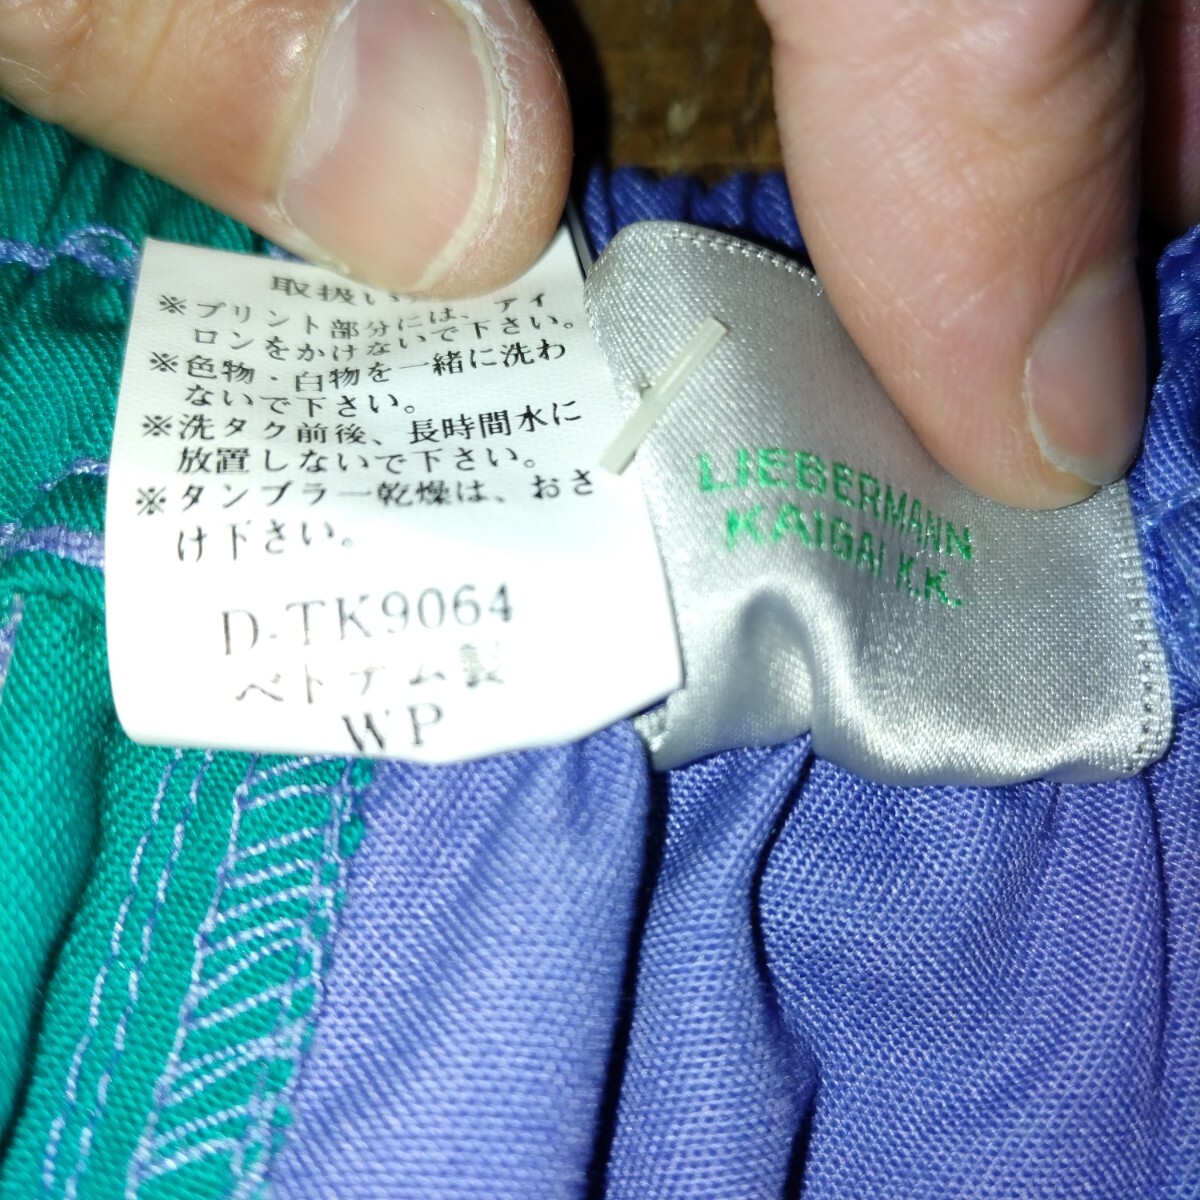 取扱い
※プリント部分には、アイ
ロンをかけないで下さい。
※色物・白物を一緒に洗わ
ないで下さい。
※洗タク前後、長時間水に
放置しないで下さい。
※タンブラー乾燥は、おさ
け下さい。
D-TK9064
ベトナム製
WP
LIEBERMANN
KAIGAI K.K.